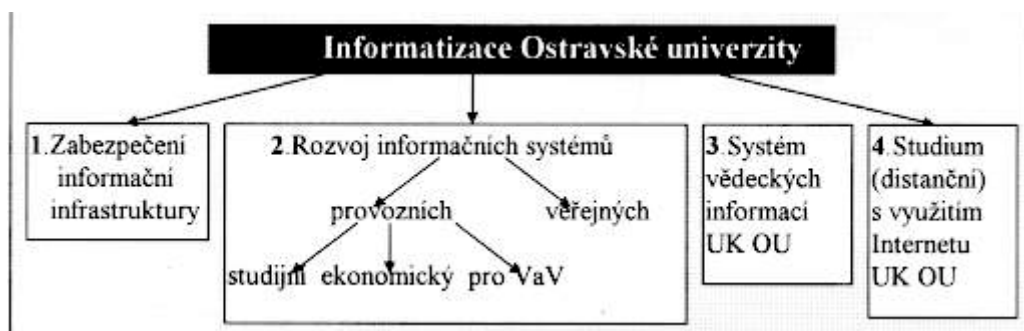 Informatizace Ostravské univerzity
1.Zabezpečení
informační
infrastruktury
2.Rozvoj informačních systémů
provozních veřejných
studijní ekonomický pro VaV
3.Systém
vědeckých
informací
UK OU
4.Studium
(distanční)
s využitím
Internetu
UK OU